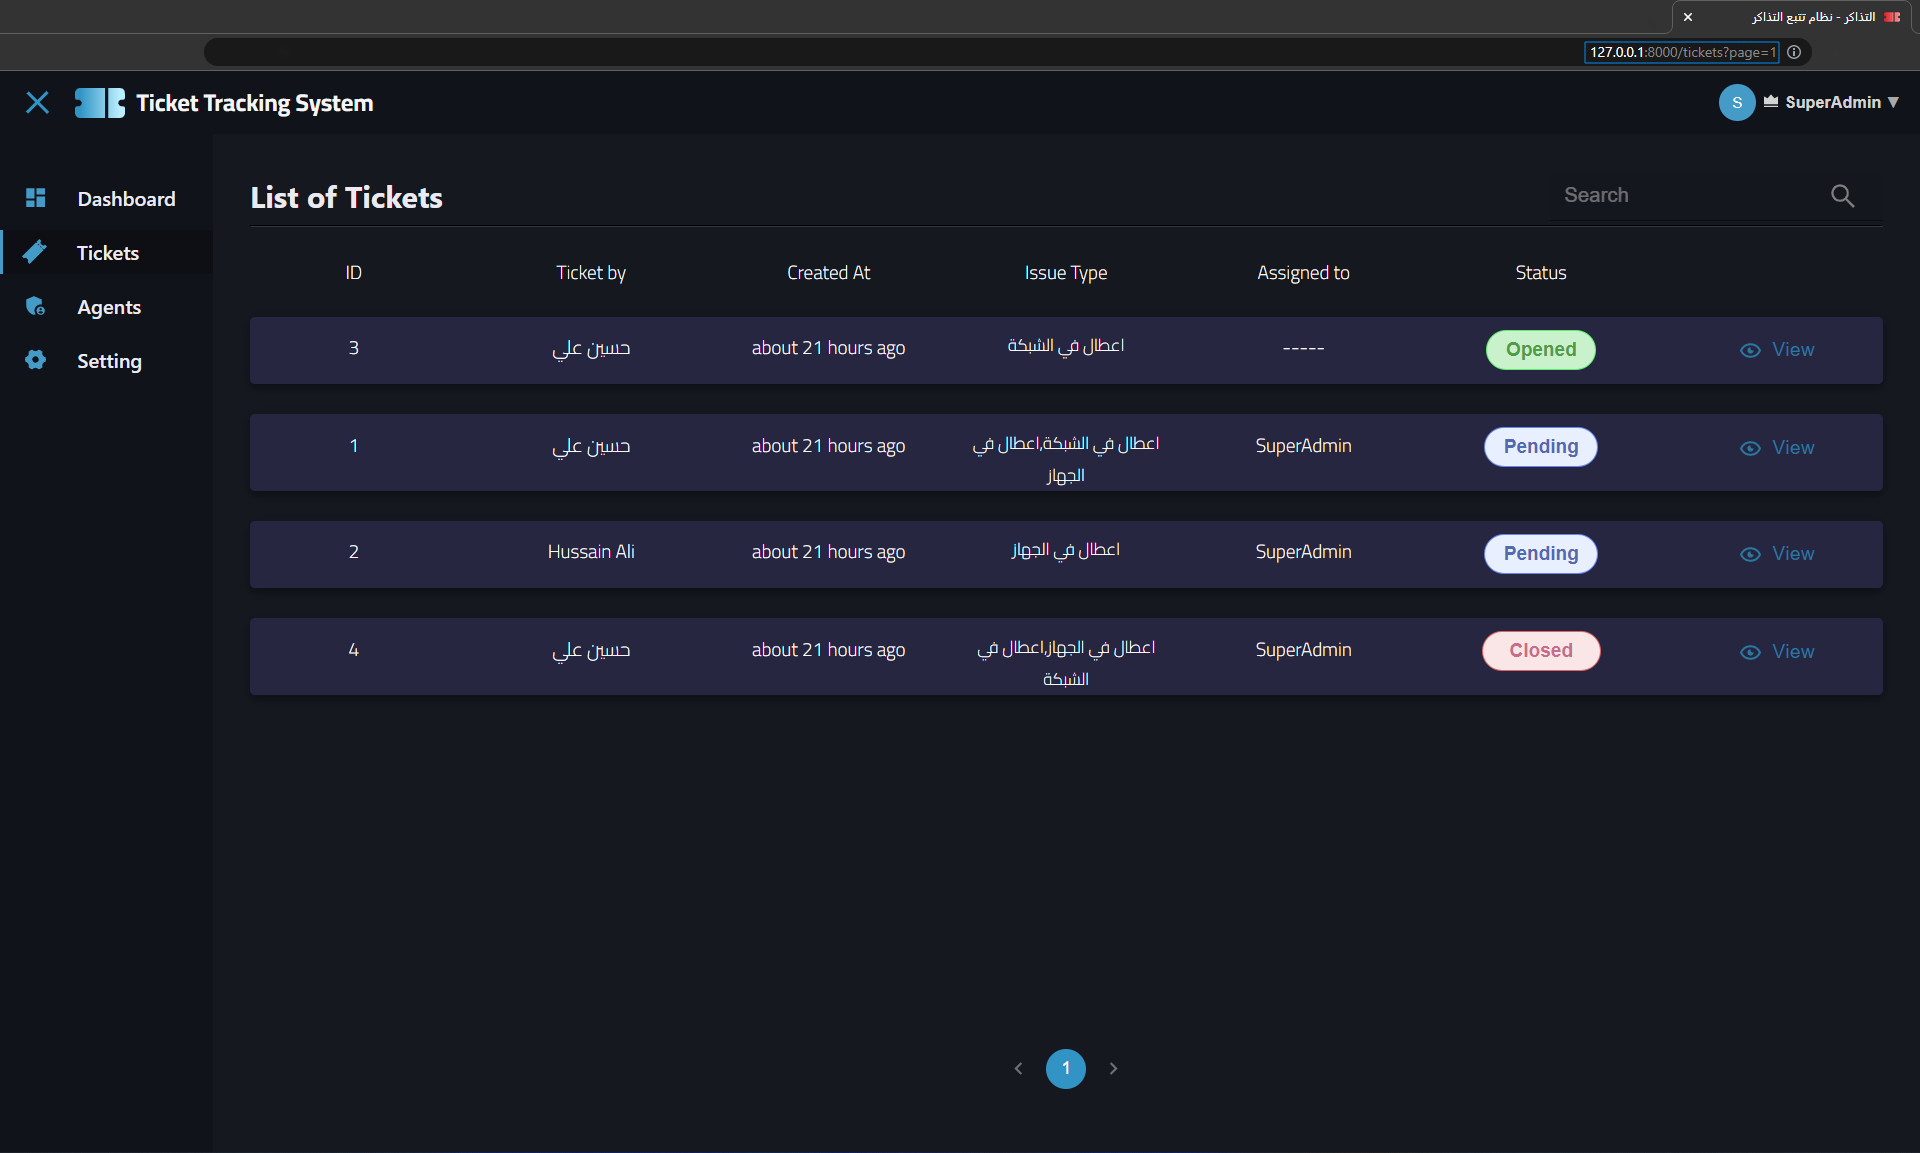 التذاكر - نظام تتبع التذاكر
127.0.0.1:8000/tickets?page=1
Ticket Tracking System
S SuperAdmin
Dashboard
Tickets
Agents
Setting
List of Tickets
Search
ID Ticket by Created At Issue Type Assigned to Status
3 حسين علي about 21 hours ago اعطال في الشبكة ----- Opened View
1 حسين علي about 21 hours ago اعطال في الشبكة,اعطال في SuperAdmin Pending View
الجهاز
2 Hussain Ali about 21 hours ago اعطال في الجهاز SuperAdmin Pending View
4 حسين علي about 21 hours ago اعطال في الجهاز,اعطال في SuperAdmin Closed View
الشبكة
1